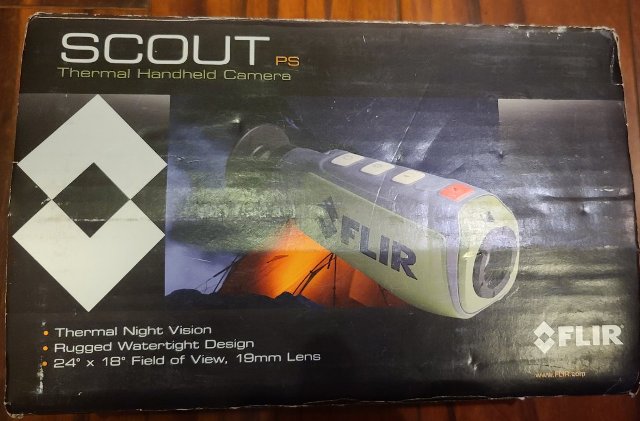 SCOUT PS
Thermal Handheld Camera
FLIR
• Thermal Night Vision
• Rugged Watertight Design
• 24° x 18° Field of View, 19mm Lens
FLIR
www.FLIR.com